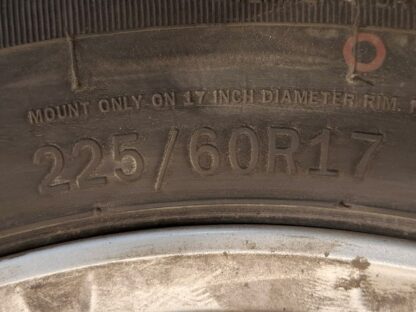 MOUNT ONLY ON 17 INCH DIAMETER RIM.
225/60R17